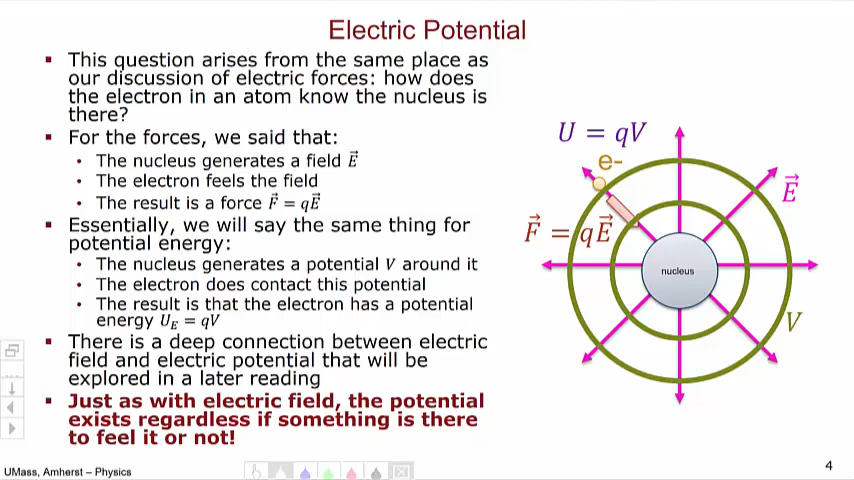 Electric Potential
This question arises from the same place as
our discussion of electric forces: how does
the electron in an atom know the nucleus is
there?
For the forces, we said that:
The nucleus generates a field E⃗
The electron feels the field
The result is a force F⃗ = qE⃗
Essentially, we will say the same thing for
potential energy:
The nucleus generates a potential V around it
The electron does contact this potential
The result is that the electron has a potential
energy U_E = qV
There is a deep connection between electric
field and electric potential that will be
explored in a later reading
Just as with electric field, the potential
exists regardless if something is there
to feel it or not!
U = qV
e-
E⃗
F⃗ = qE⃗
nucleus
V
UMass, Amherst – Physics
4